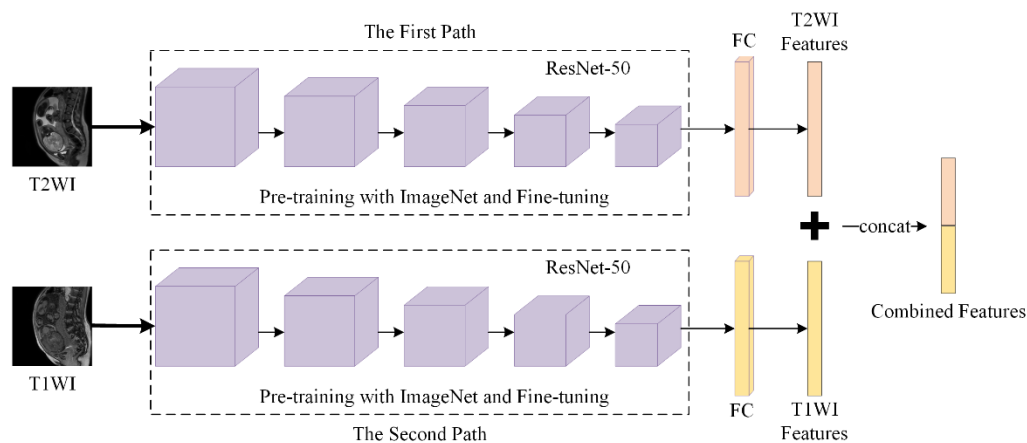 The First Path
ResNet-50
FC
T2WI
Features
T2WI
Pre-training with ImageNet and Fine-tuning
concat
Combined Features
ResNet-50
T1WI
Pre-training with ImageNet and Fine-tuning
FC
T1WI
Features
The Second Path